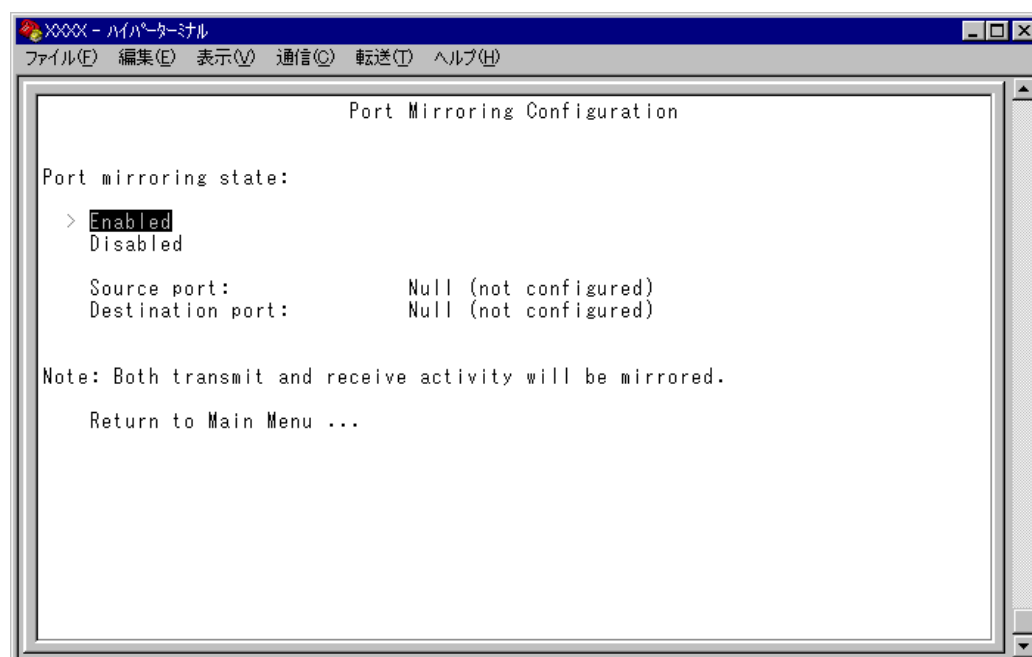 XXXX - ハイパーターミナル
ファイル(F) 編集(E) 表示(V) 通信(C) 転送(T) ヘルプ(H)
Port Mirroring Configuration
Port mirroring state:
> Enabled
Disabled
Source port: Null (not configured)
Destination port: Null (not configured)
Note: Both transmit and receive activity will be mirrored.
Return to Main Menu ...